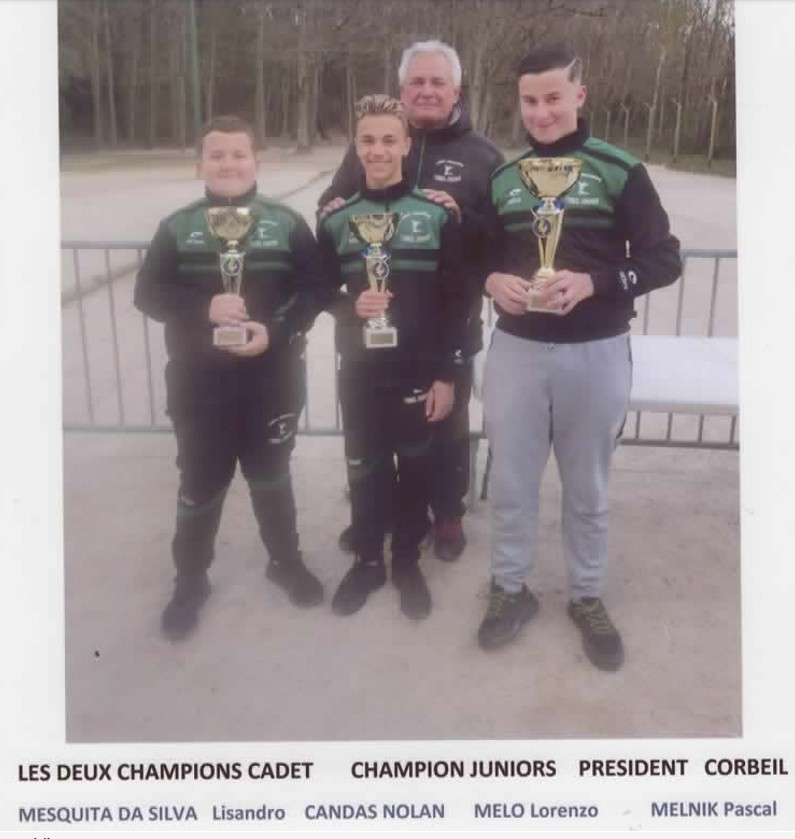 LES DEUX CHAMPIONS CADET CHAMPION JUNIORS PRESIDENT CORBEIL
MESQUITA DA SILVA Lisandro CANDAS NOLAN MELO Lorenzo MELNIK Pascal